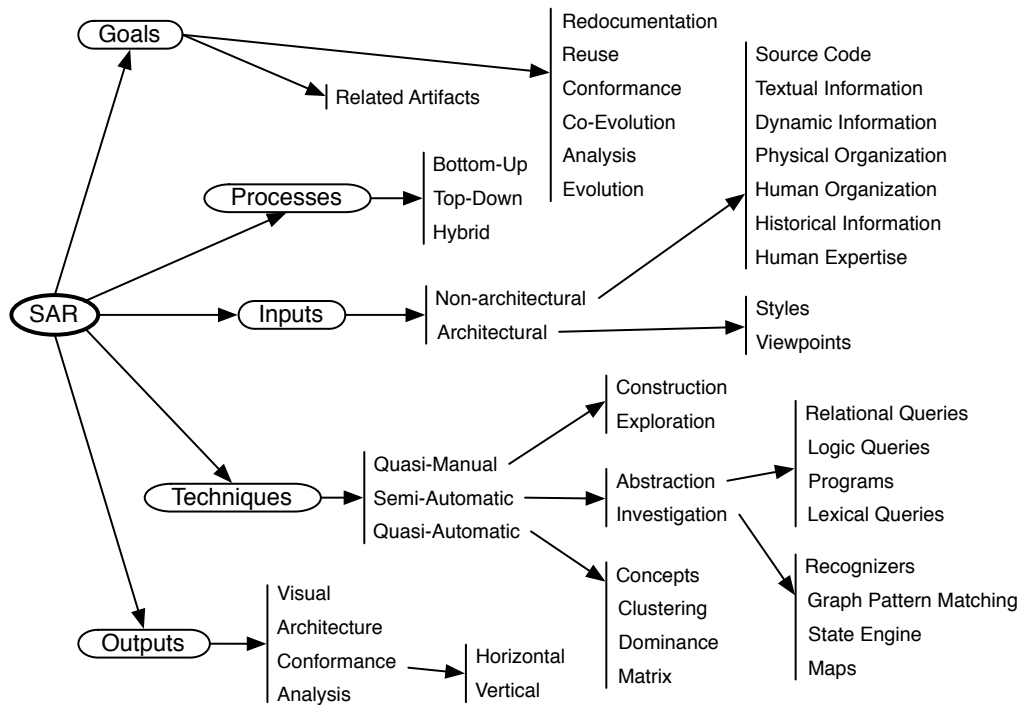 Goals
Related Artifacts
Redocumentation
Reuse
Conformance
Co-Evolution
Analysis
Evolution
Processes
Bottom-Up
Top-Down
Hybrid
SAR
Inputs
Non-architectural
Architectural
Source Code
Textual Information
Dynamic Information
Physical Organization
Human Organization
Historical Information
Human Expertise
Styles
Viewpoints
Techniques
Quasi-Manual
Semi-Automatic
Quasi-Automatic
Construction
Exploration
Abstraction
Investigation
Concepts
Clustering
Dominance
Matrix
Relational Queries
Logic Queries
Programs
Lexical Queries
Recognizers
Graph Pattern Matching
State Engine
Maps
Outputs
Visual
Architecture
Conformance
Analysis
Horizontal
Vertical